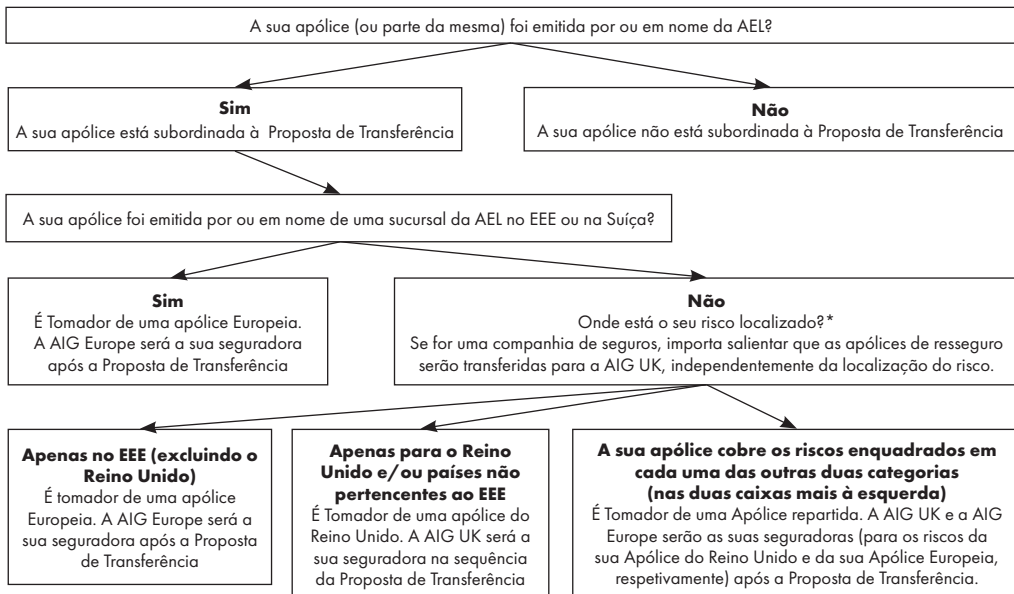 A sua apólice (ou parte da mesma) foi emitida por ou em nome da AEL?
Sim
A sua apólice está subordinada à Proposta de Transferência
Não
A sua apólice não está subordinada à Proposta de Transferência
A sua apólice foi emitida por ou em nome de uma sucursal da AEL no EEE ou na Suíça?
Sim
É Tomador de uma apólice Europeia.
A AIG Europe será a sua seguradora
após a Proposta de Transferência
Não
Onde está o seu risco localizado?*
Se for uma companhia de seguros, importa salientar que as apólices de resseguro
serão transferidas para a AIG UK, independentemente da localização do risco.
Apenas no EEE (excluindo o
Reino Unido)
É tomador de uma apólice
Europeia. A AIG Europe será a
sua seguradora após a Proposta
de Transferência
Apenas para o Reino
Unido e/ou países não
pertencentes ao EEE
É Tomador de uma apólice do
Reino Unido. A AIG UK será a
sua seguradora na sequência
da Proposta de Transferência
A sua apólice cobre os riscos enquadrados em
cada uma das outras duas categorias
(nas duas caixas mais à esquerda)
É Tomador de uma Apólice repartida. A AIG UK e a AIG
Europe serão as suas seguradoras (para os riscos da
sua Apólice do Reino Unido e da sua Apólice Europeia,
respetivamente) após a Proposta de Transferência.